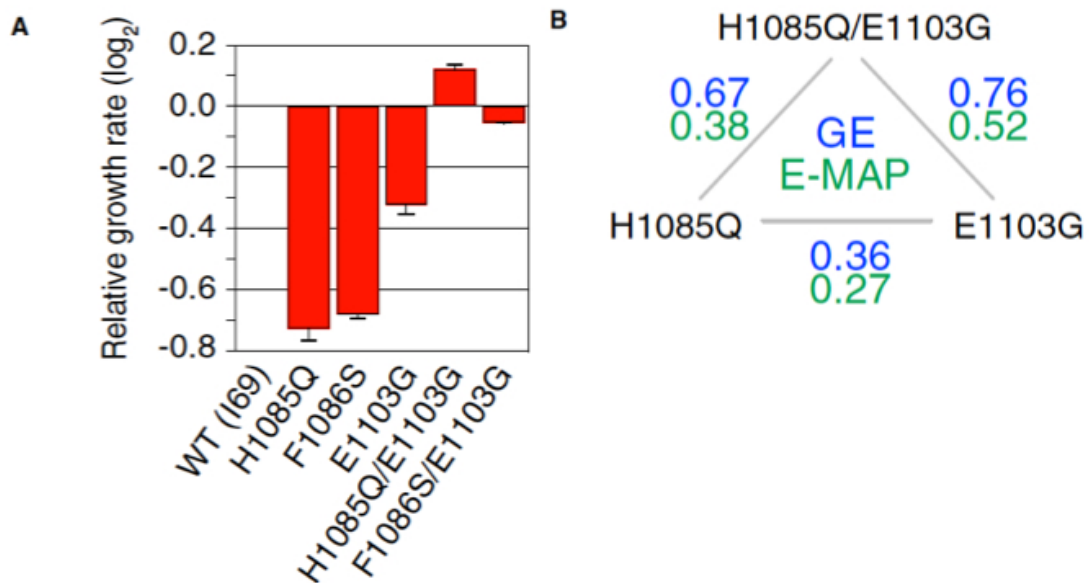 A
Relative growth rate (log2)
0.2
0.0
-0.2
-0.4
-0.6
-0.8
WT (I69)
H1085Q
F1086S
E1103G
H1085Q/E1103G
F1086S/E1103G
B
H1085Q/E1103G
0.67
0.38
0.76
0.52
GE
E-MAP
H1085Q
E1103G
0.36
0.27